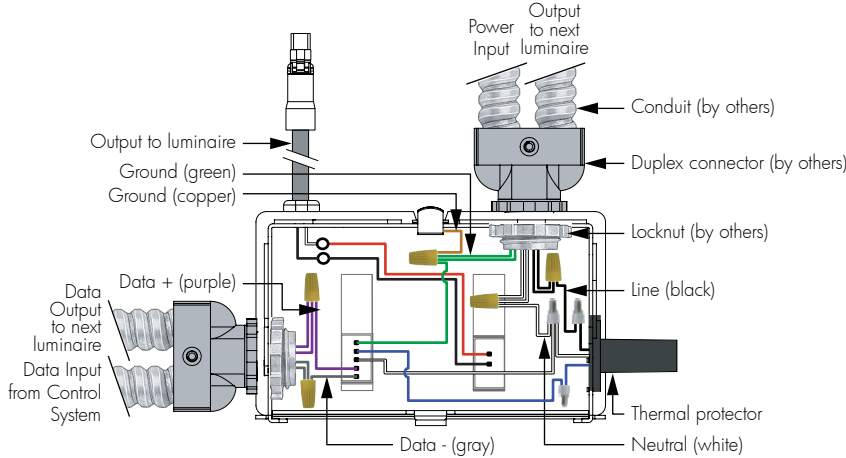 Power
Input
Output
to next
luminaire
Conduit (by others)
Output to luminaire
Duplex connector (by others)
Ground (green)
Ground (copper)
Locknut (by others)
Data + (purple)
Line (black)
Data
Output
to next
luminaire
Data Input
from Control
System
Thermal protector
Data - (gray)
Neutral (white)